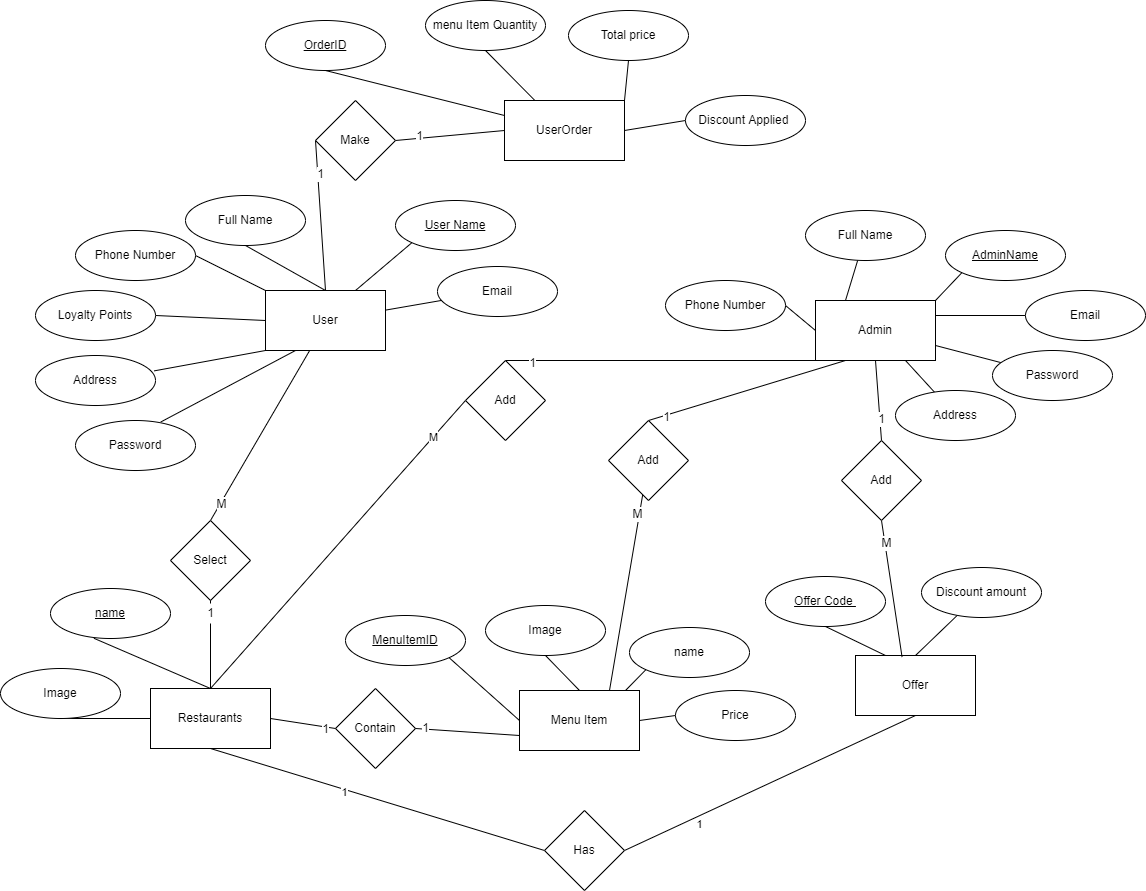 menu Item Quantity
OrderID
Total price
Discount Applied
UserOrder
Make
1
1
Full Name
User Name
Phone Number
Email
Loyalty Points
User
Address
Password
Full Name
AdminName
Phone Number
Email
Admin
Password
Address
1
Add
M
1
Add
M
1
Add
M
M
Select
1
name
Image
Restaurants
1
Contain
1
MenuItemID
Image
name
Price
Menu Item
Offer Code
Discount amount
Offer
1
Has
1